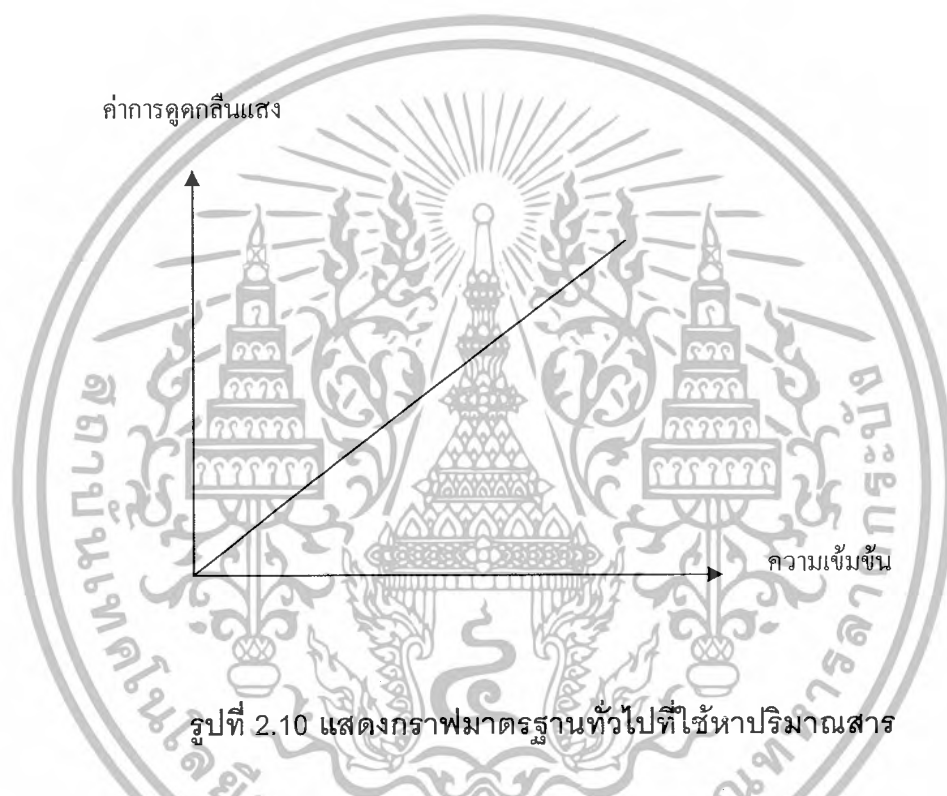 ค่าการดูดกลืนแสง
ความเข้มข้น
รูปที่ 2.10 แสดงกราฟมาตรฐานทั่วไปที่ใช้หาปริมาณสาร